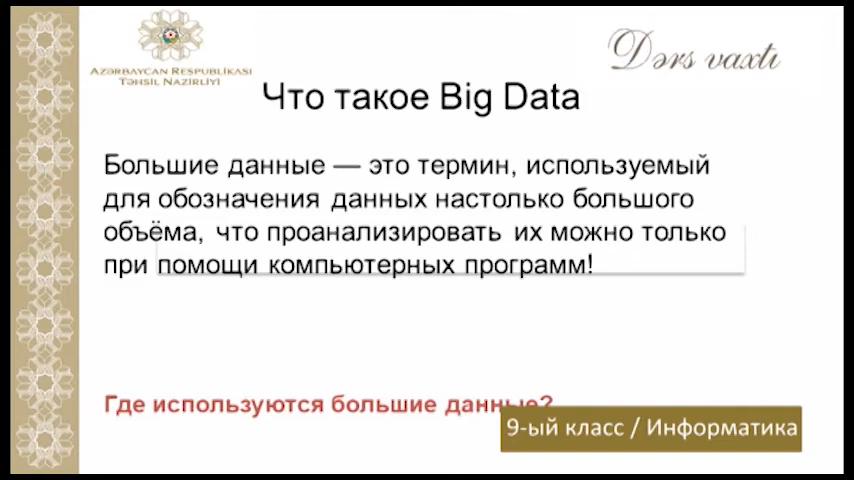 AZƏRBAYCAN RESPUBLİKASI
TƏHSİL NAZİRLİYİ
Dərs vaxtı
Что такое Big Data
Большие данные — это термин, используемый
для обозначения данных настолько большого
объёма, что проанализировать их можно только
при помощи компьютерных программ!
Где используются большие данные?
9-ый класс / Информатика